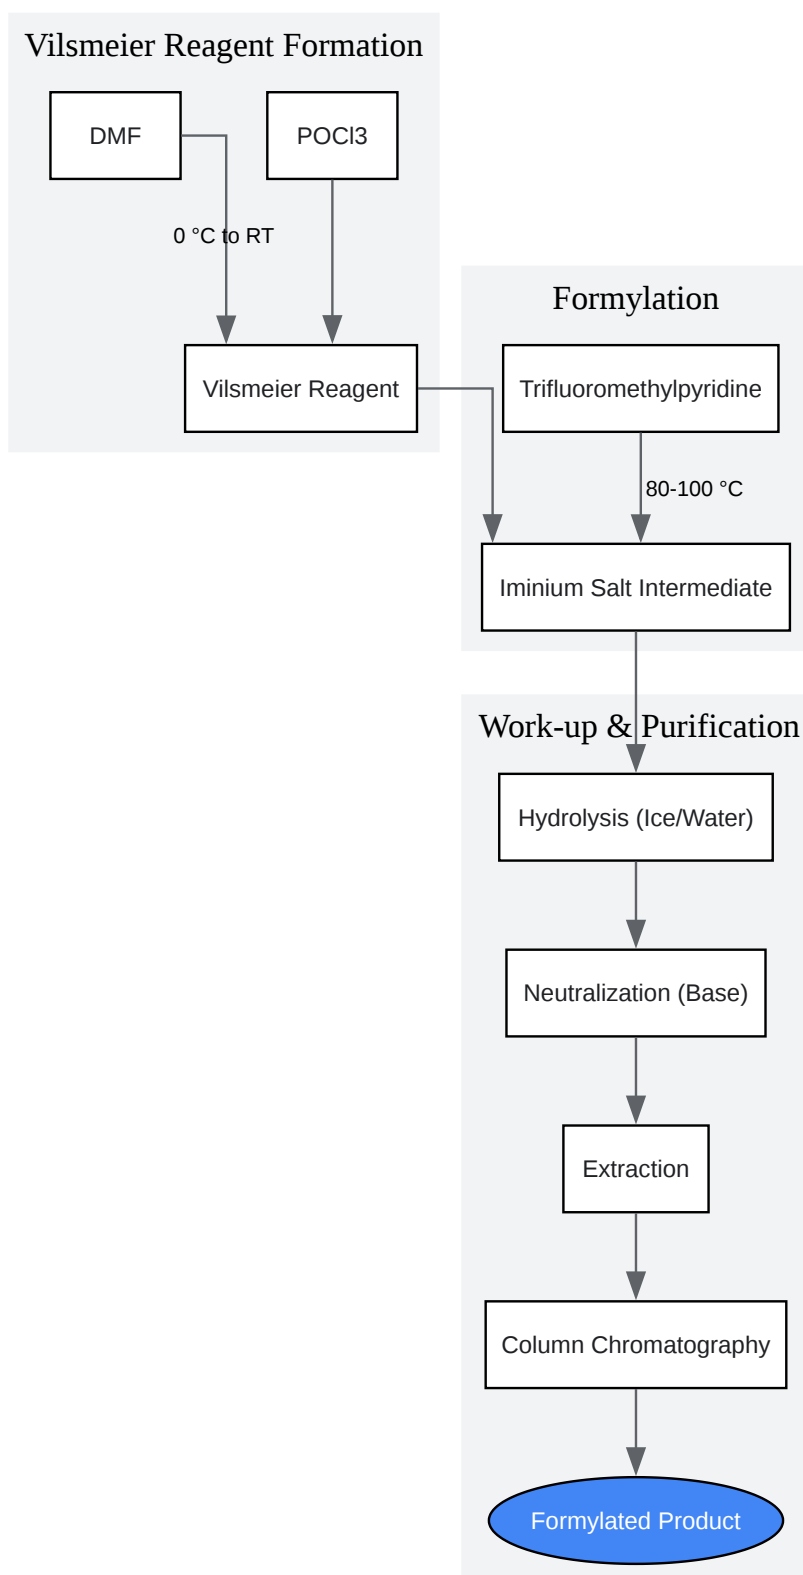 Vilsmeier Reagent Formation
DMF
POCl3
0 °C to RT
Vilsmeier Reagent
Formylation
Trifluoromethylpyridine
80-100 °C
Iminium Salt Intermediate
Work-up & Purification
Hydrolysis (Ice/Water)
Neutralization (Base)
Extraction
Column Chromatography
Formylated Product